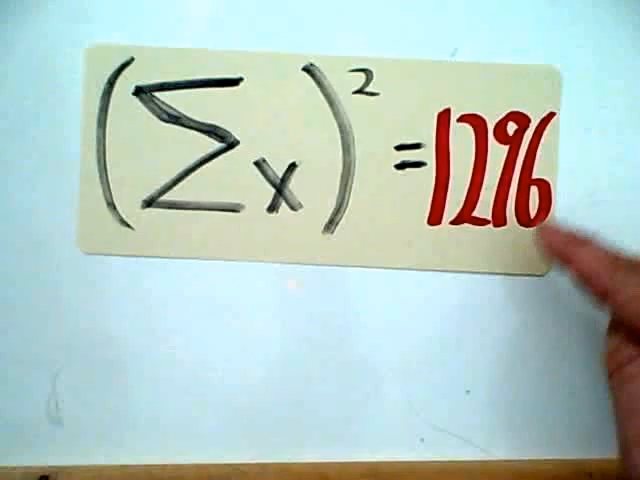 (∑x)² = 1296